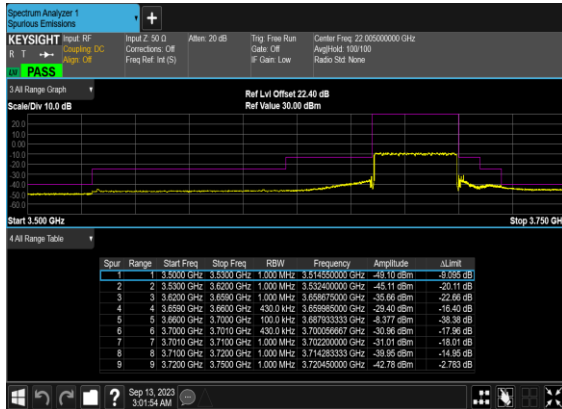 Spectrum Analyzer 1
Spurious Emissions
KEYSIGHT Input: RF Input Z: 50 Ω Atten: 20 dB Trig: Free Run Center Freq: 22.005000000 GHz
R T Coupling: DC Corrections: Off Gate: Off Avg|Hold: 100/100
Align: Off Freq Ref: Int (S) IF Gain: Low Radio Std: None
LU PASS
3 All Range Graph
Ref Lvl Offset 22.40 dB
Scale/Div 10.0 dB Ref Value 30.00 dBm
20.0
10.0
0.00
-10.0
-20.0
-30.0
-40.0
-50.0
-60.0
Start 3.500 GHz Stop 3.750 GH
4 All Range Table
Spur Range Start Freq Stop Freq RBW Frequency Amplitude ΔLimit
1 1 3.5000 GHz 3.5300 GHz 1.000 MHz 3.514550000 GHz -49.10 dBm -9.095 dB
2 2 3.5300 GHz 3.6200 GHz 1.000 MHz 3.532400000 GHz -45.11 dBm -20.11 dB
3 3 3.6200 GHz 3.6590 GHz 1.000 MHz 3.658675000 GHz -35.66 dBm -22.66 dB
4 4 3.6590 GHz 3.6600 GHz 430.0 kHz 3.659985000 GHz -29.40 dBm -16.40 dB
5 5 3.6600 GHz 3.7000 GHz 100.0 kHz 3.687933333 GHz -8.377 dBm -38.38 dB
6 6 3.7000 GHz 3.7010 GHz 430.0 kHz 3.700056667 GHz -30.96 dBm -17.96 dB
7 7 3.7010 GHz 3.7100 GHz 1.000 MHz 3.702200000 GHz -31.01 dBm -18.01 dB
8 8 3.7100 GHz 3.7200 GHz 1.000 MHz 3.714283333 GHz -39.95 dBm -14.95 dB
9 9 3.7200 GHz 3.7500 GHz 1.000 MHz 3.720450000 GHz -42.78 dBm -2.783 dB
? Sep 13, 2023
3:01:54 AM